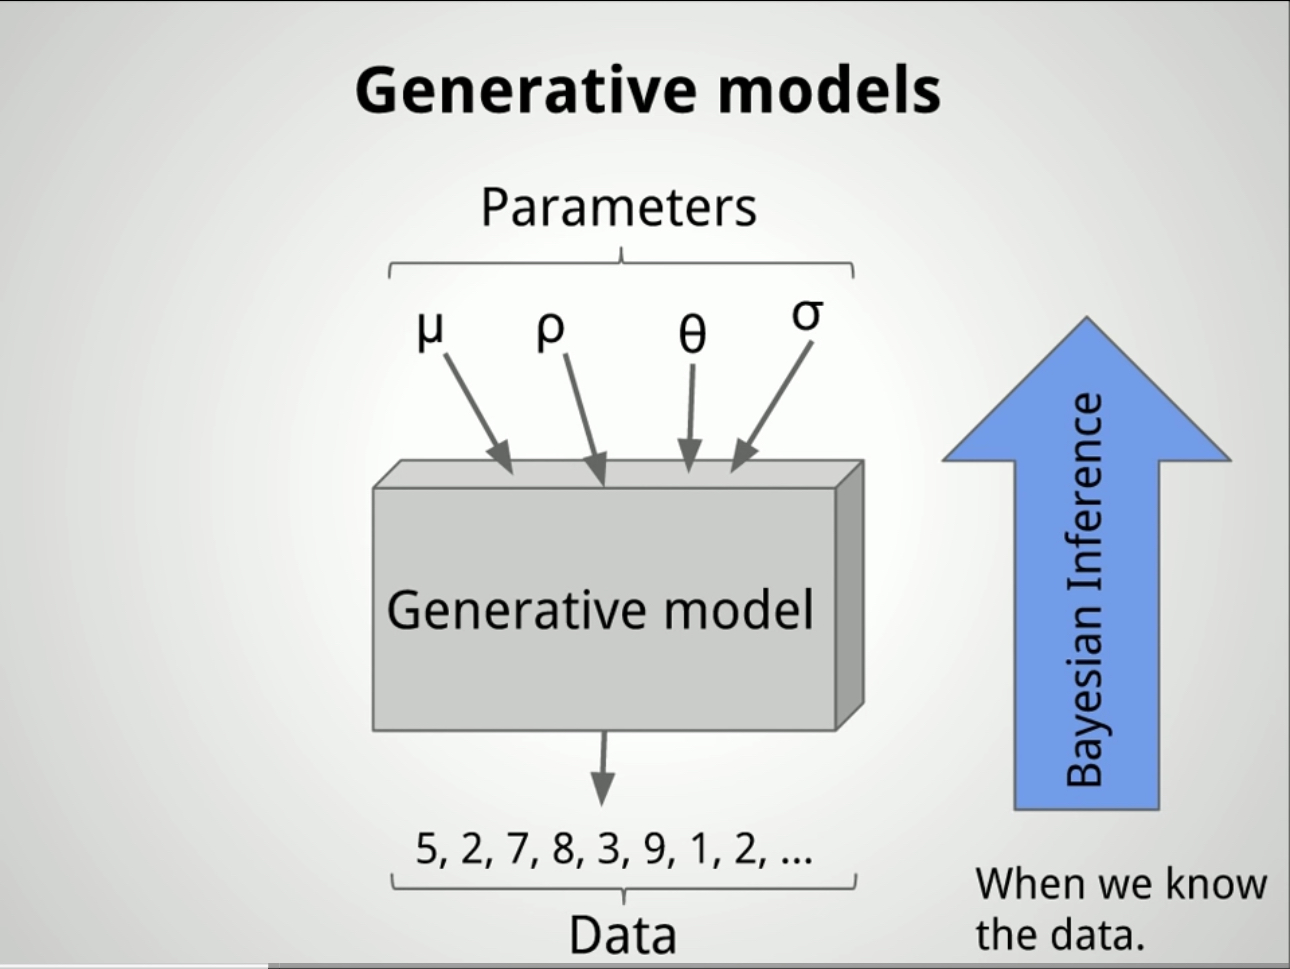 Generative models
Parameters
μ ρ θ σ
Generative model
5, 2, 7, 8, 3, 9, 1, 2, ...
Data
Bayesian Inference
When we know
the data.